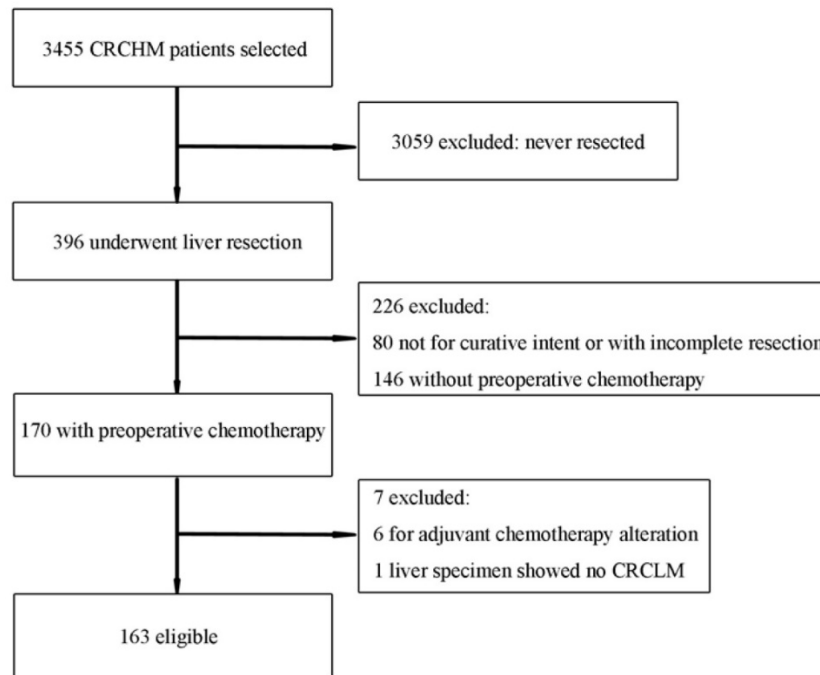 3455 CRCHM patients selected
3059 excluded: never resected
396 underwent liver resection
226 excluded:
80 not for curative intent or with incomplete resection
146 without preoperative chemotherapy
170 with preoperative chemotherapy
7 excluded:
6 for adjuvant chemotherapy alteration
1 liver specimen showed no CRCLM
163 eligible